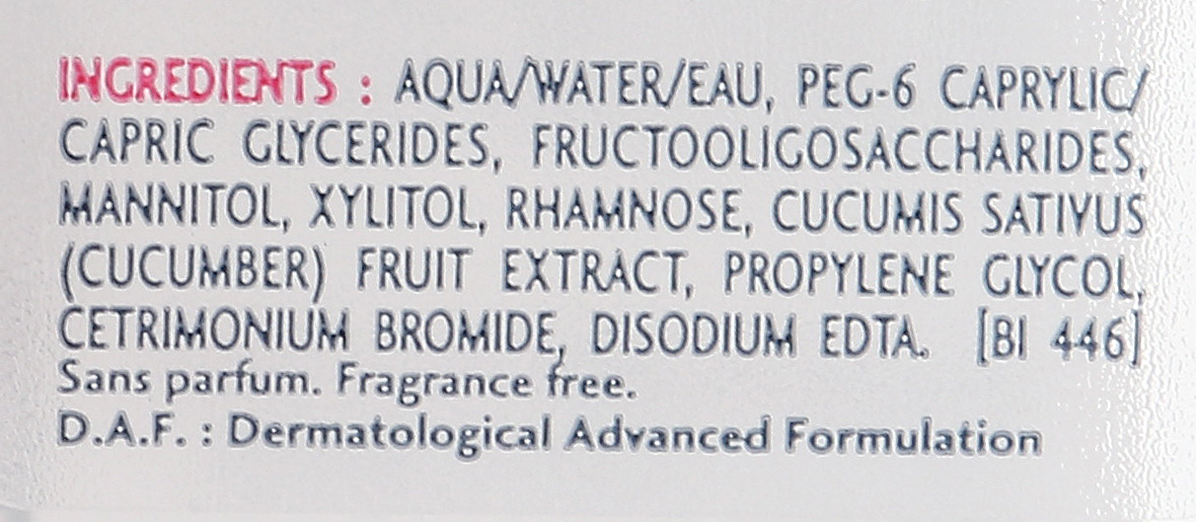 INGREDIENTS : AQUA/WATER/EAU, PEG-6 CAPRYLIC/
CAPRIC GLYCERIDES, FRUCTOOLIGOSACCHARIDES,
MANNITOL, XYLITOL, RHAMNOSE, CUCUMIS SATIVUS
(CUCUMBER) FRUIT EXTRACT, PROPYLENE GLYCOL,
CETRIMONIUM BROMIDE, DISODIUM EDTA. [BI 446]
Sans parfum. Fragrance free.
D.A.F. : Dermatological Advanced Formulation